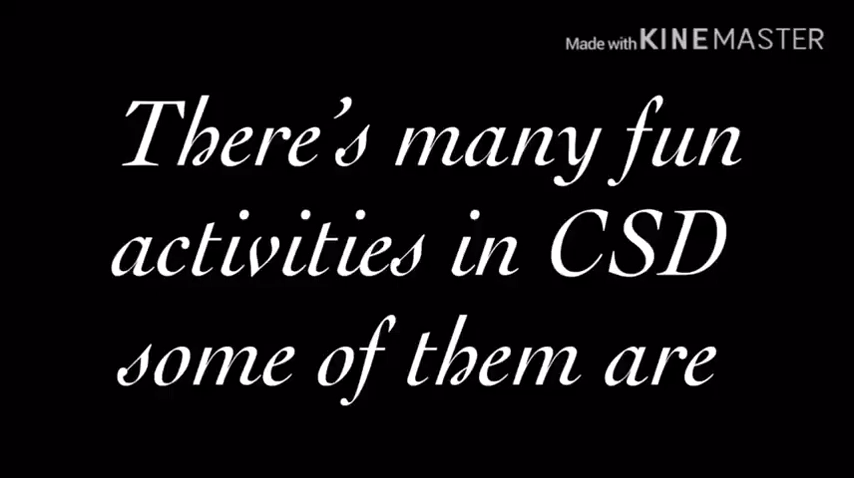 Made with KINEMASTER
There's many fun
activities in CSD
some of them are